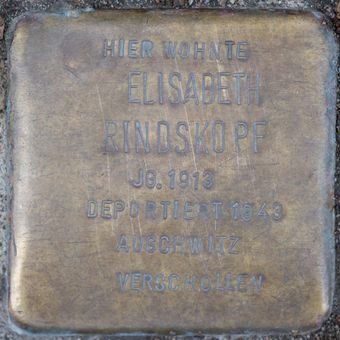 HIER WOHNTE
ELISABETH
RINDSKOPF
JG. 1913
DEPORTIERT 1943
AUSCHWITZ
VERSCHOLLEN